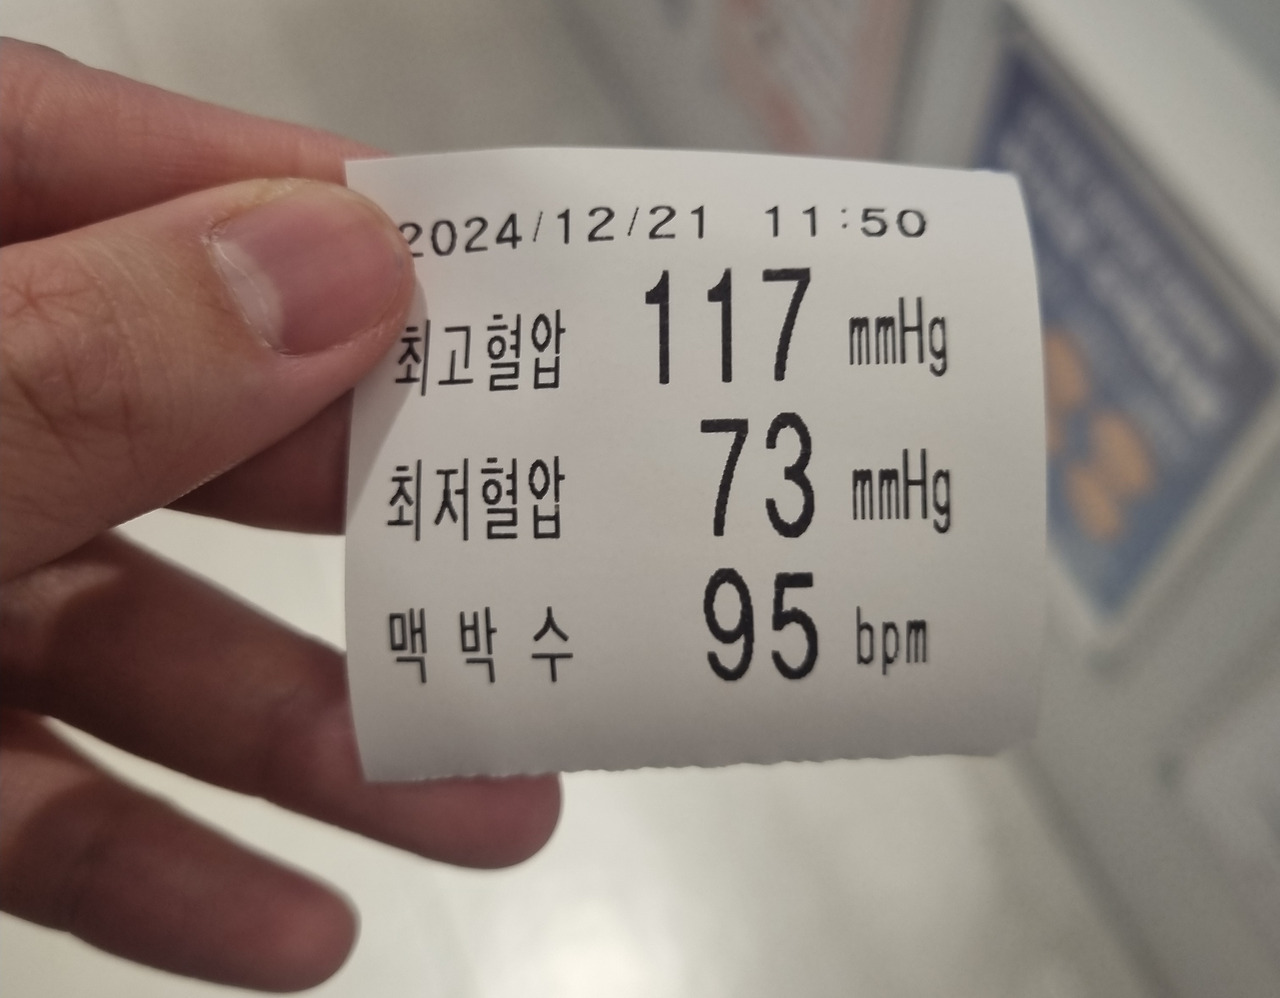 2024/12/21 11:50
최고혈압 117 mmHg
최저혈압 73 mmHg
맥 박 수 95 bpm